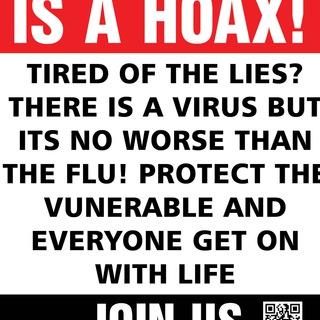 IS A HOAX!
TIRED OF THE LIES?
THERE IS A VIRUS BUT
ITS NO WORSE THAN
THE FLU! PROTECT THE
VUNERABLE AND
EVERYONE GET ON
WITH LIFE
JOIN US